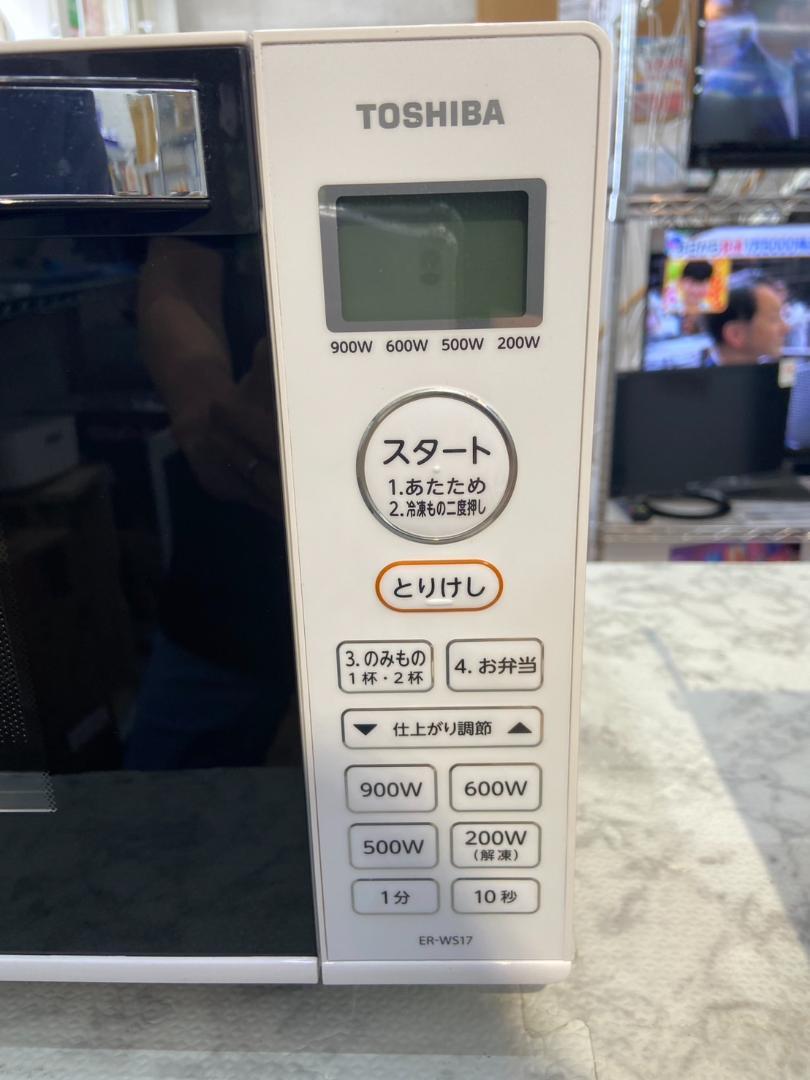 TOSHIBA
900W 600W 500W 200W
スタート
1.あたため
2.冷凍もの二度押し
とりけし
3.のみもの
1杯・2杯
4.お弁当
▼ 仕上がり調節 ▲
900W
600W
500W
200W
(解凍)
1分
10秒
ER-WS17